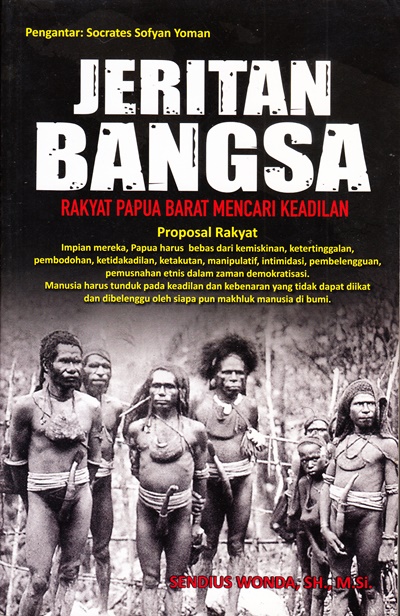 Pengantar: Socrates Sofyan Yoman
JERITAN
BANGSA
RAKYAT PAPUA BARAT MENCARI KEADILAN
Proposal Rakyat
Impian mereka, Papua harus bebas dari kemiskinan, ketertinggalan,
pembodohan, ketidakadilan, ketakutan, manipulatif, intimidasi, pembelengguan,
pemusnahan etnis dalam zaman demokratisasi.
Manusia harus tunduk pada keadilan dan kebenaran yang tidak dapat diikat
dan dibelenggu oleh siapa pun makhluk manusia di bumi.
SENDIUS WONDA, SH., M.Si.